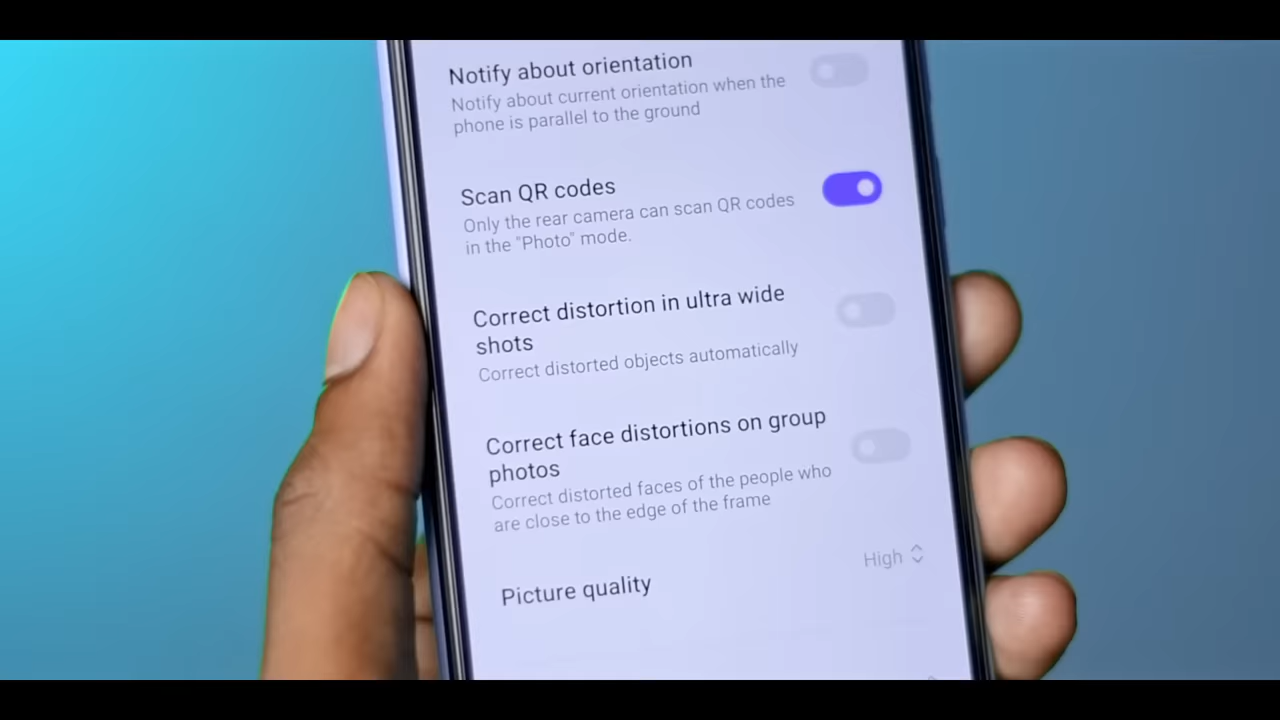 Notify about orientation
Notify about current orientation when the
phone is parallel to the ground
Scan QR codes
Only the rear camera can scan QR codes
in the "Photo" mode.
Correct distortion in ultra wide
shots
Correct distorted objects automatically
Correct face distortions on group
photos
Correct distorted faces of the people who
are close to the edge of the frame
Picture quality
High